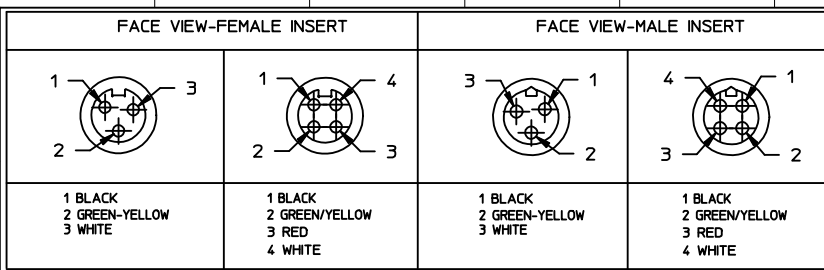 FACE VIEW-FEMALE INSERT
FACE VIEW-MALE INSERT
1 3
2
1 4
2 3
3 1
2
4 1
3 2
1 BLACK
2 GREEN-YELLOW
3 WHITE
1 BLACK
2 GREEN/YELLOW
3 RED
4 WHITE
1 BLACK
2 GREEN-YELLOW
3 WHITE
1 BLACK
2 GREEN/YELLOW
3 RED
4 WHITE